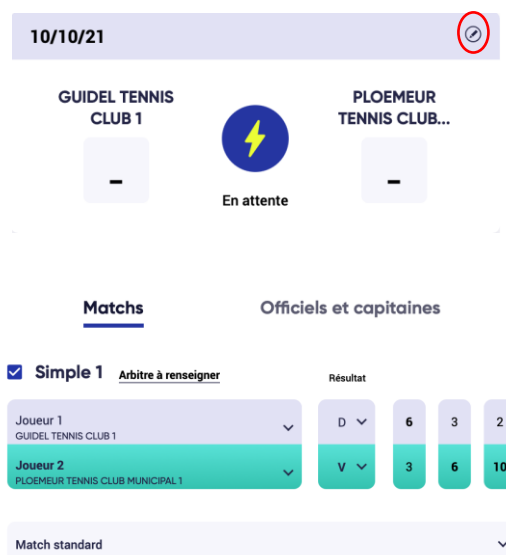 10/10/21
GUIDEL TENNIS
CLUB 1
PLOEMEUR
TENNIS CLUB...
-
-
En attente
Matchs
Officiels et capitaines
Simple 1 Arbitre à renseigner
Résultat
Joueur 1
GUIDEL TENNIS CLUB 1
D 6 3 2
Joueur 2
PLOEMEUR TENNIS CLUB MUNICIPAL 1
V 3 6 10
Match standard